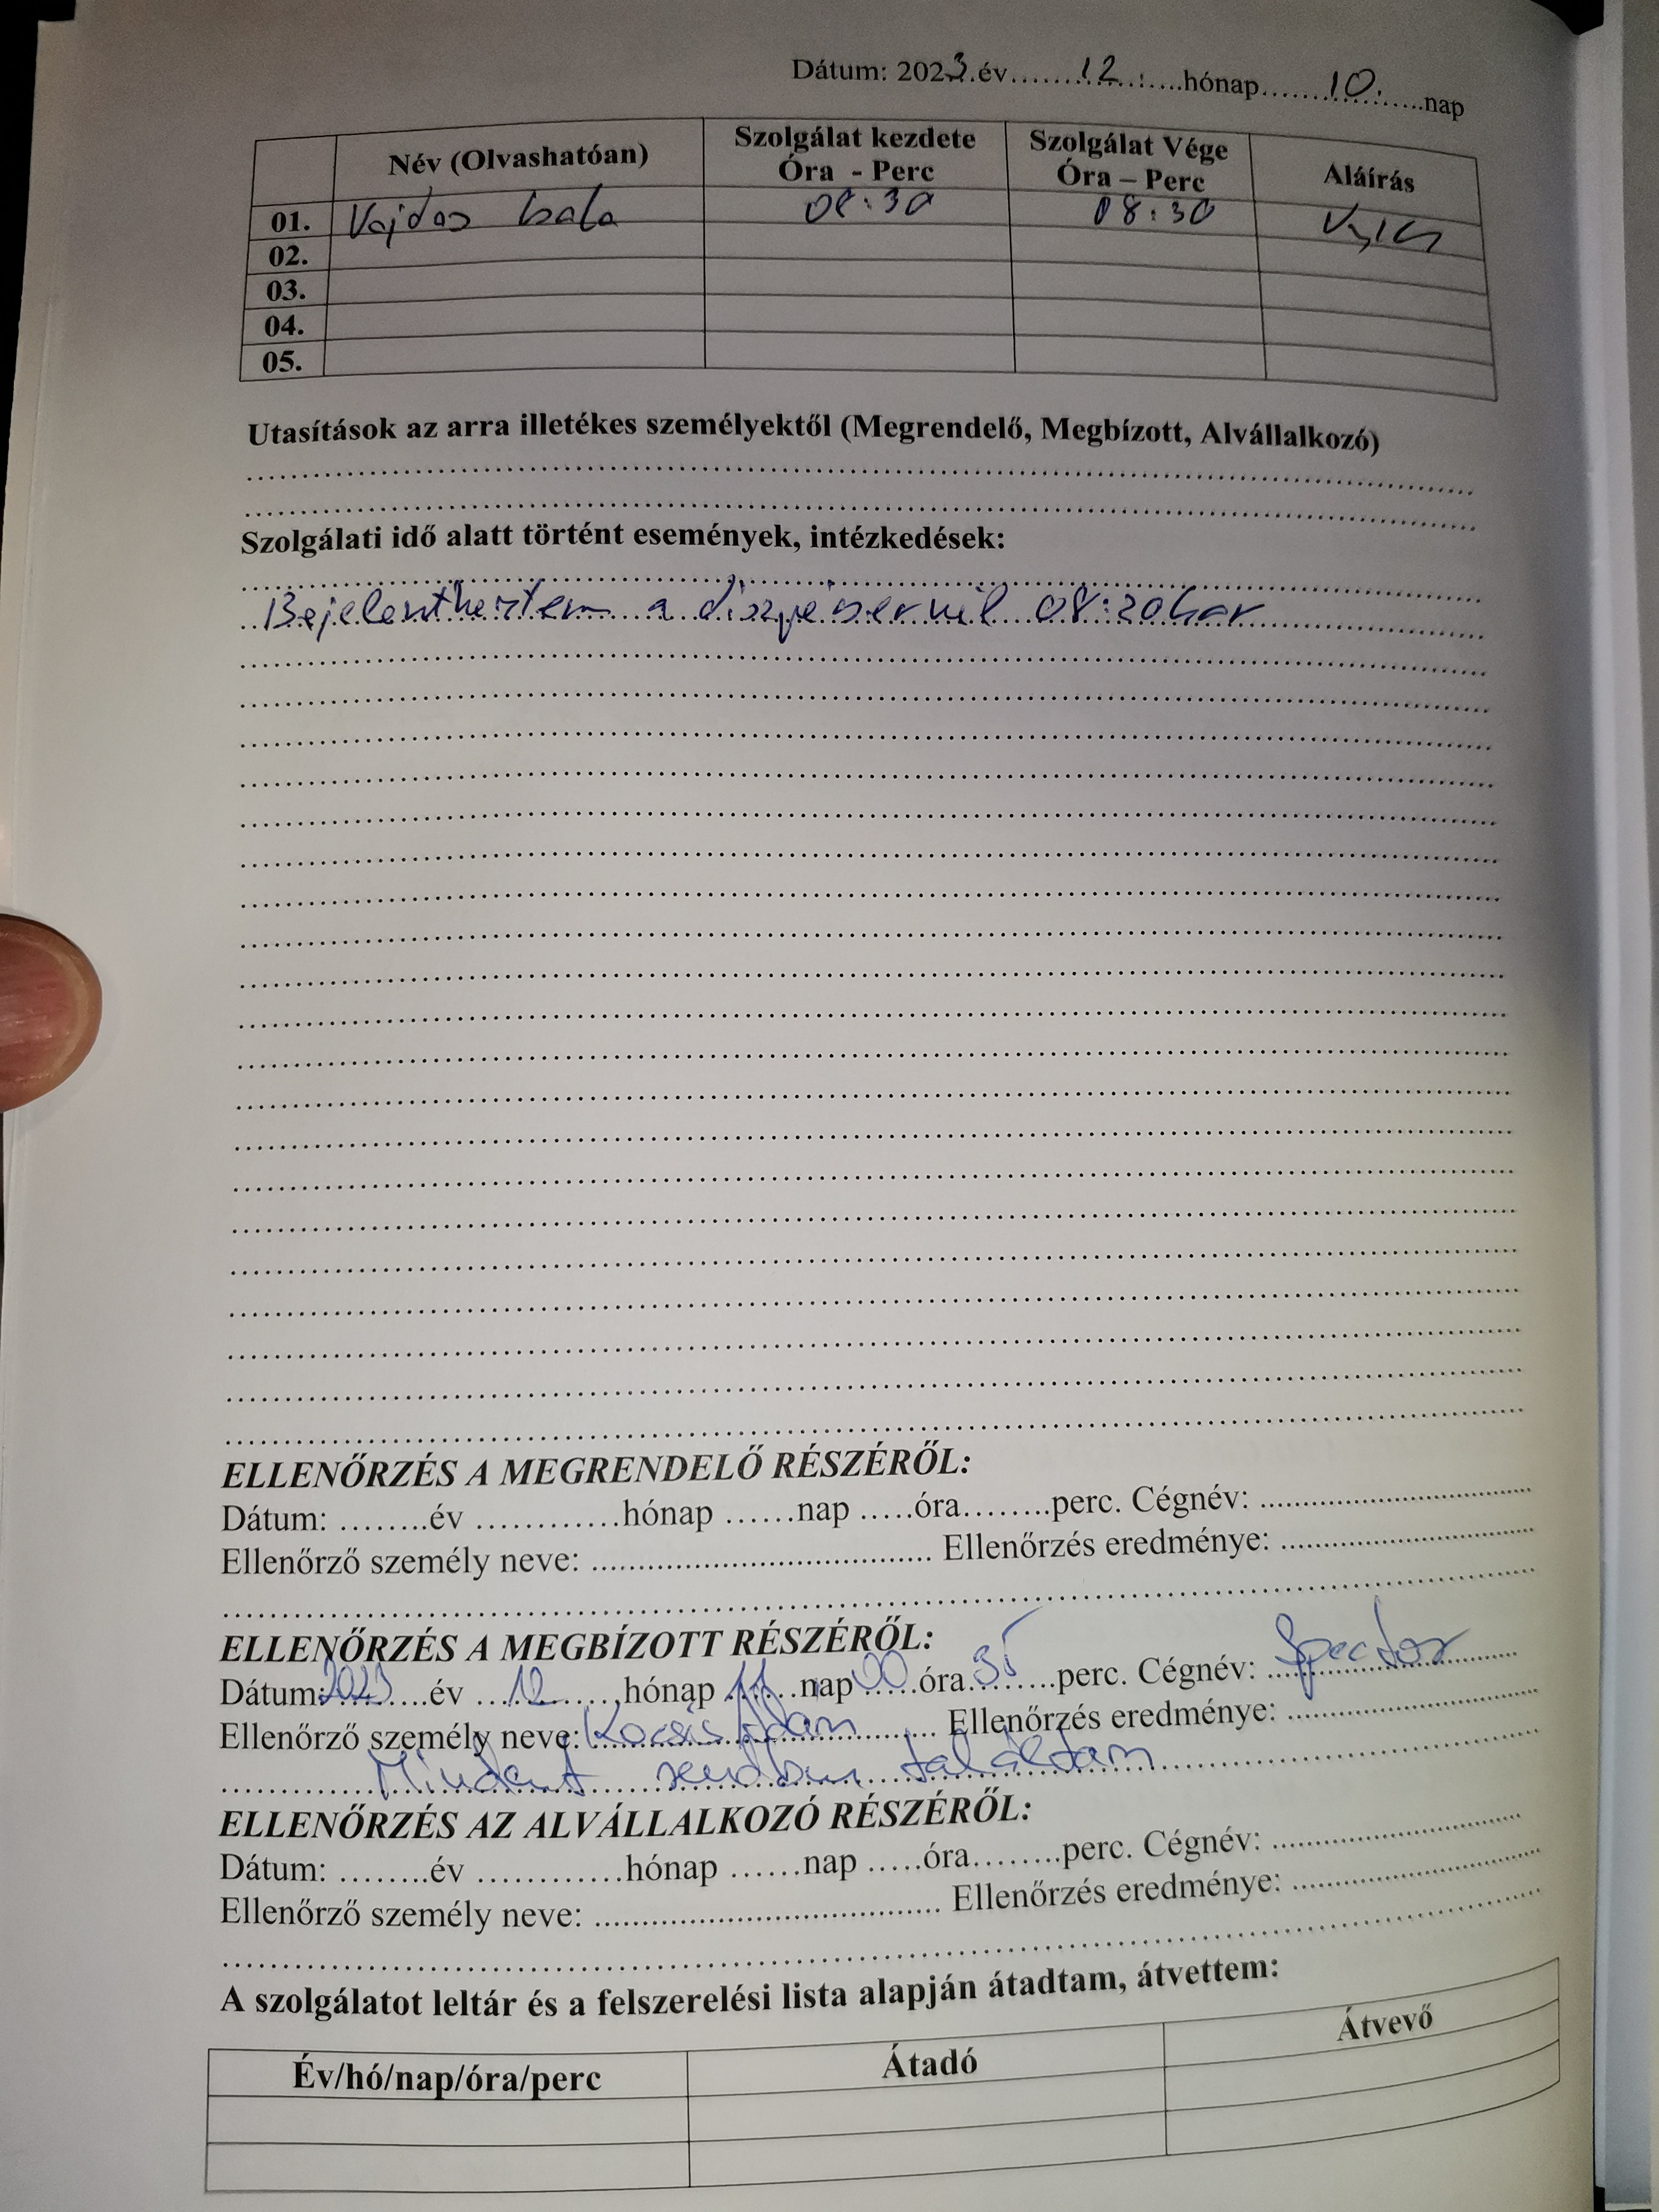 Dátum: 2023.év.......12........hónap.......10.......nap
Név (Olvashatóan) Szolgálat kezdete Óra - Perc Szolgálat Vége Óra – Perc Aláírás
01. Vajdas 08:30 08:30
02.
03.
04.
05.
Utasítások az arra illetékes személyektől (Megrendelő, Megbízott, Alvállalkozó)
Szolgálati idő alatt történt események, intézkedések:
Bejelentkeztem a diszpécsernél 08:20kor
ELLENŐRZÉS A MEGRENDELŐ RÉSZÉRŐL:
Dátum: ........év .............hónap ......nap .....óra........perc. Cégnév: ..............................
Ellenőrző személy neve: ..................................... Ellenőrzés eredménye: ............................
ELLENŐRZÉS A MEGBÍZOTT RÉSZÉRŐL:
Dátum: 2023 év 12 hónap 11 nap 00 óra 35 perc. Cégnév: Spector
Ellenőrző személy neve: Kocsis Ádám Ellenőrzés eredménye: ............................
Mindent rendben találtam
ELLENŐRZÉS AZ ALVÁLLALKOZÓ RÉSZÉRŐL:
Dátum: ........év .............hónap ......nap .....óra........perc. Cégnév: ..............................
Ellenőrző személy neve: ..................................... Ellenőrzés eredménye: ............................
A szolgálatot leltár és a felszerelési lista alapján átadtam, átvettem:
Év/hó/nap/óra/perc Átadó Átvevő